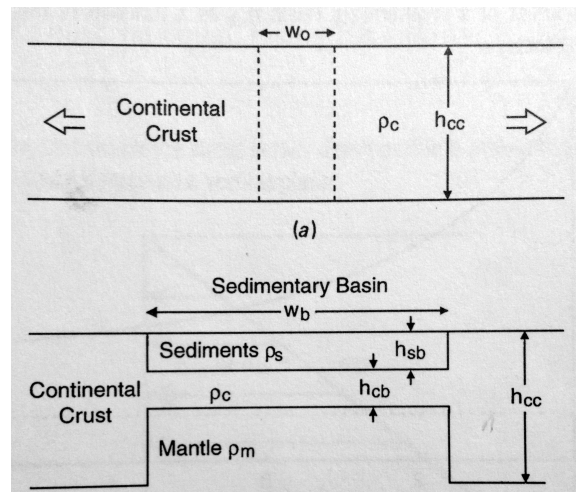 w₀
Continental
Crust
ρc
hcc
(a)
Sedimentary Basin
wb
Sediments ρs
hsb
Continental
Crust
ρc
hcb
hcc
Mantle ρm